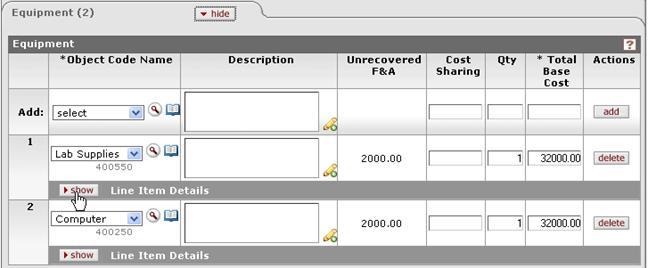 Equipment (2) hide
Equipment ?
*Object Code Name Description Unrecovered F&A Cost Sharing Qty * Total Base Cost Actions
Add: select add
1 Lab Supplies 2000.00 1 32000.00 delete
400550
show Line Item Details
2 Computer 2000.00 1 32000.00 delete
400250
show Line Item Details